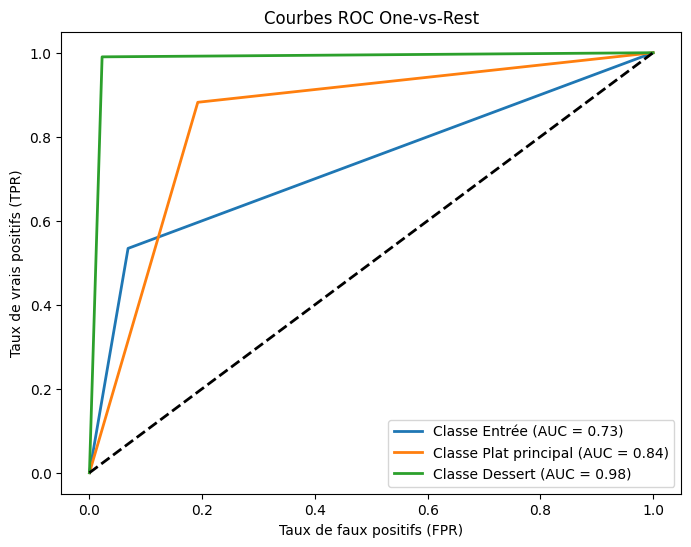 Courbes ROC One-vs-Rest
Taux de vrais positifs (TPR)
1.0
0.8
0.6
0.4
0.2
0.0
0.0 0.2 0.4 0.6 0.8 1.0
Taux de faux positifs (FPR)
Classe Entrée (AUC = 0.73)
Classe Plat principal (AUC = 0.84)
Classe Dessert (AUC = 0.98)